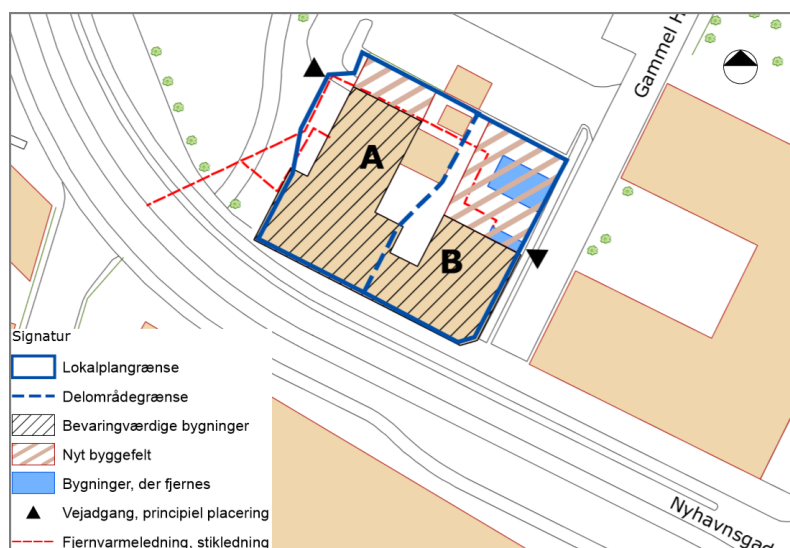 Gammel H
A
B
Nyhavnsgad
Signatur
Lokalplangrænse
Delområdegrænse
Bevaringværdige bygninger
Nyt byggefelt
Bygninger, der fjernes
Vejadgang, principiel placering
Fjernvarmeledning, stikledning